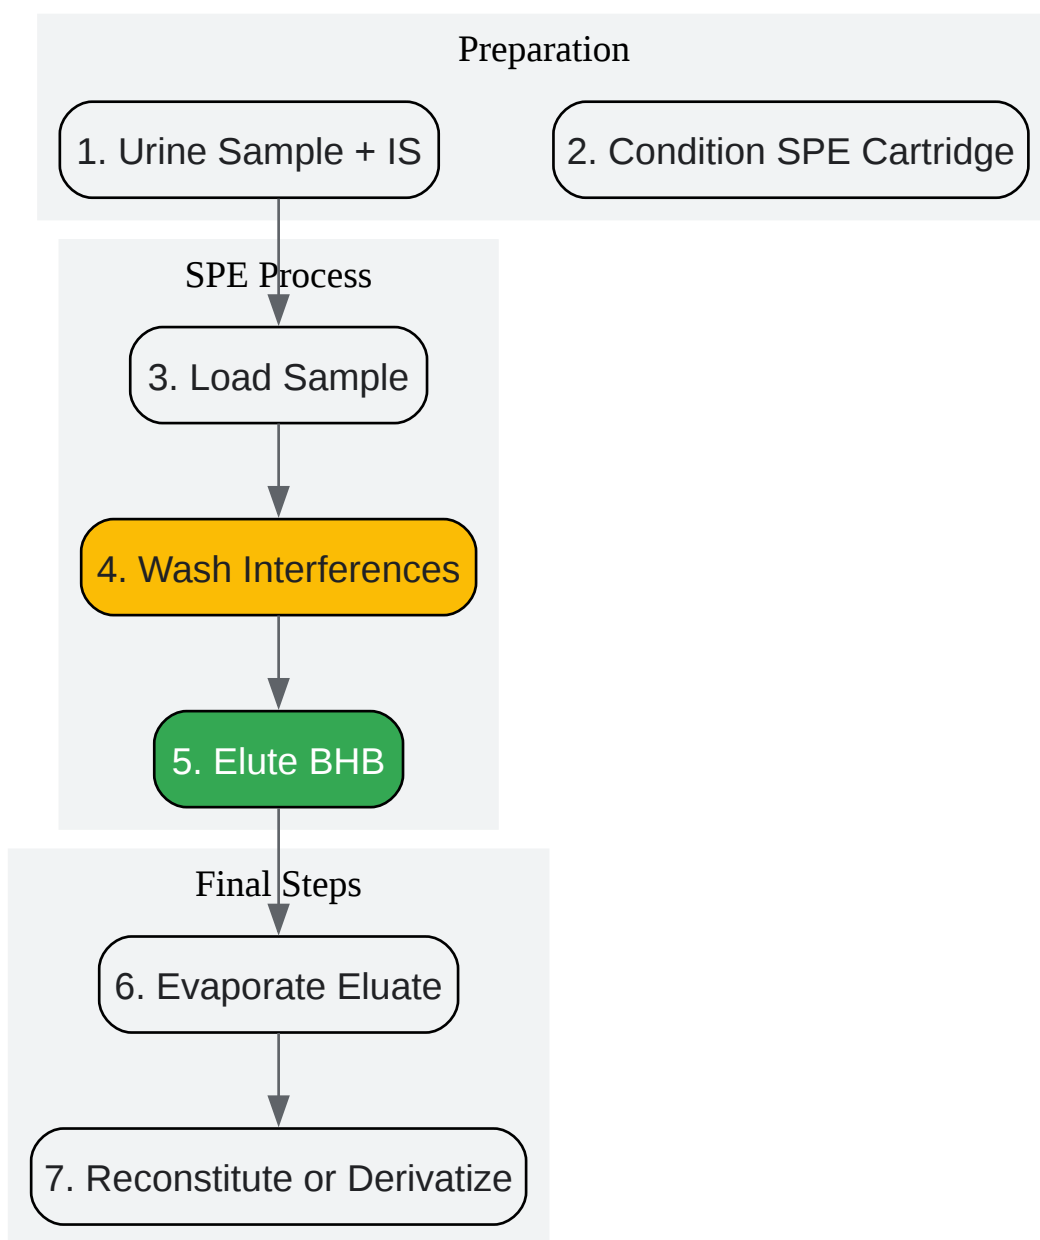 Preparation
1. Urine Sample + IS
2. Condition SPE Cartridge
SPE Process
3. Load Sample
4. Wash Interferences
5. Elute BHB
Final Steps
6. Evaporate Eluate
7. Reconstitute or Derivatize